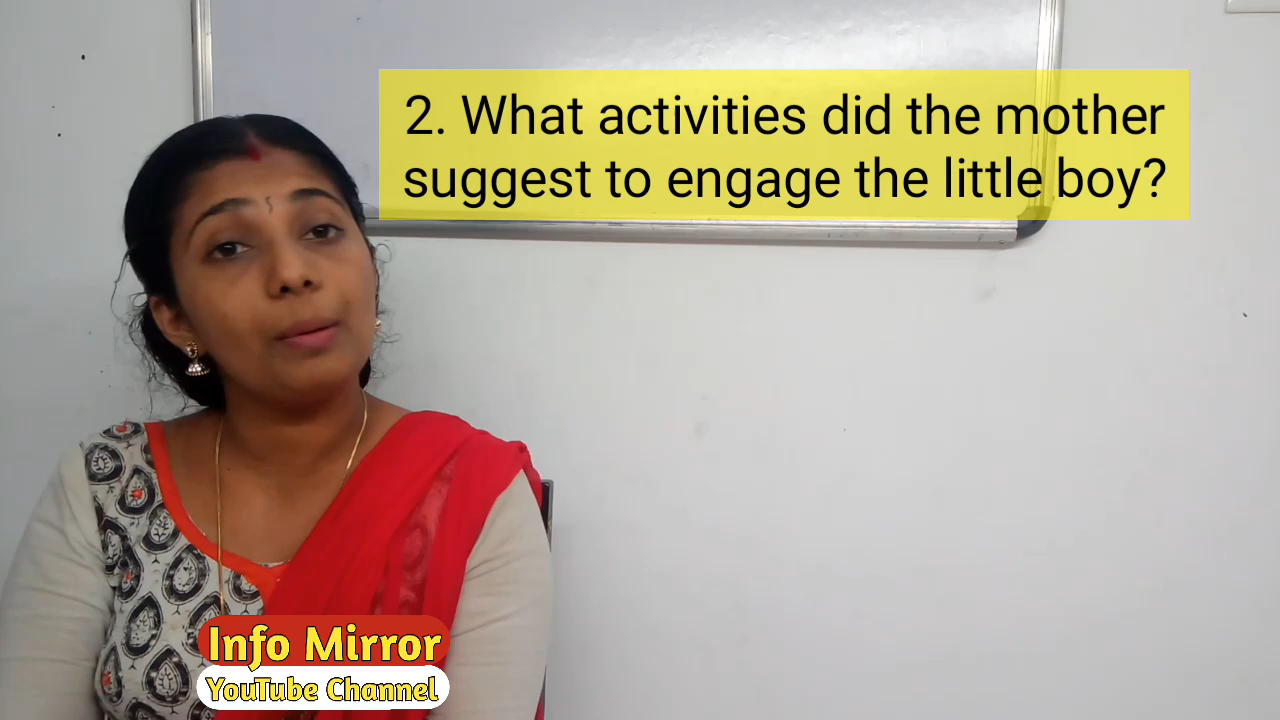 2. What activities did the mother
suggest to engage the little boy?
Info Mirror
YouTube Channel